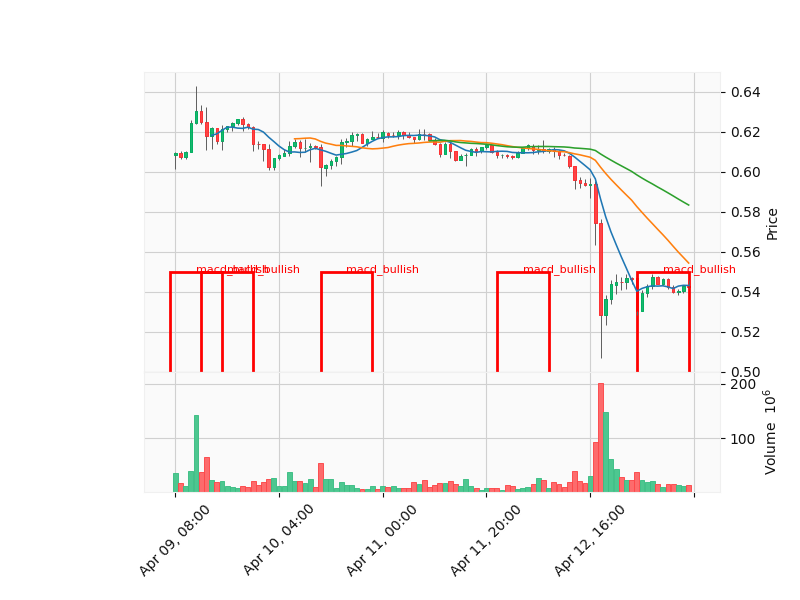 0.64
0.62
0.60
0.58
0.56
0.54
0.52
0.50
Price
macd_bullish
macd_bullish
macd_bullish
macd_bullish
macd_bullish
200
100
Volume 10^6
Apr 09, 08:00
Apr 10, 04:00
Apr 11, 00:00
Apr 11, 20:00
Apr 12, 16:00